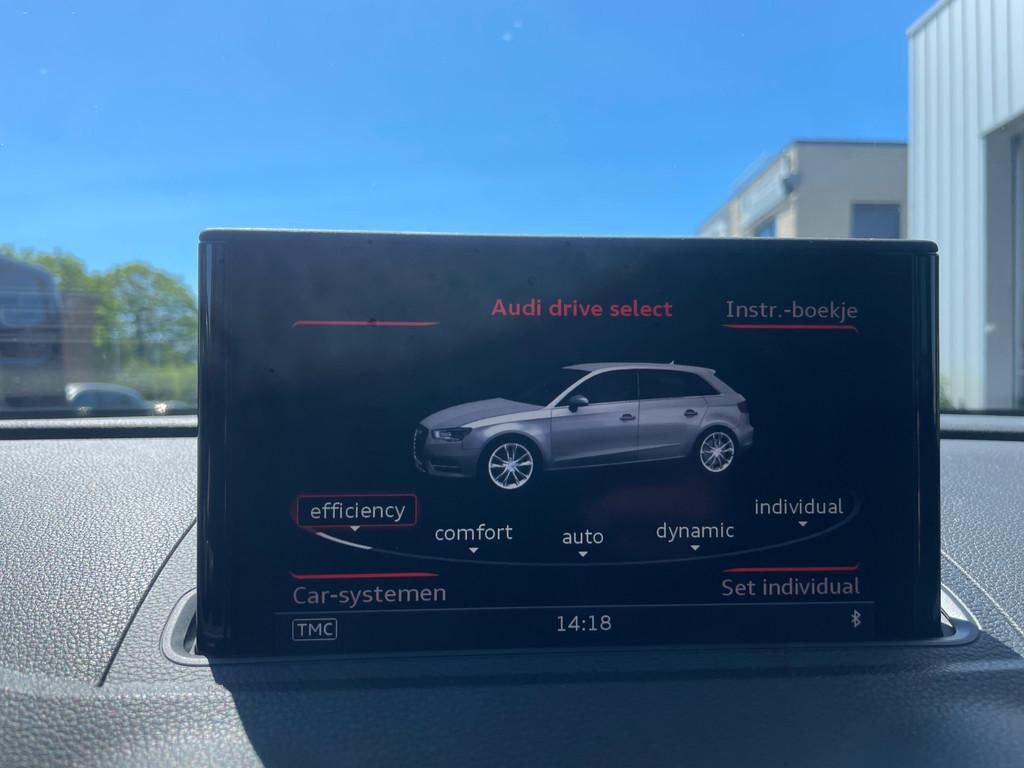 Audi drive select
Instr.-boekje
efficiency
comfort
auto
dynamic
individual
Car-systemen
Set individual
TMC
14:18